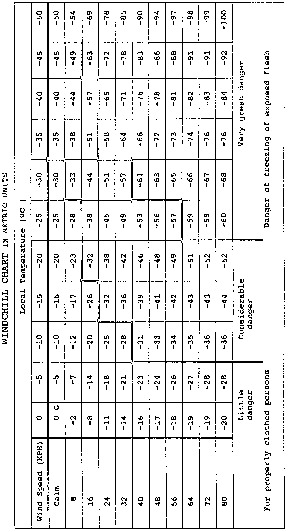 WINDCHILL CHART IN METRIC UNITS
Local Temperature (°C)
Wind Speed (KPH) 0 -5 -10 -15 -20 -25 -30 -35 -40 -45 -50
Calm 0 C -5 -10 -16 -20 -25 -30 -35 -40 -45 -50
8 -2 -7 -12 -17 -23 -28 -33 -38 -44 -49 -54
16 -8 -14 -20 -26 -32 -38 -44 -51 -57 -63 -69
24 -11 -18 -25 -32 -38 -45 -51 -58 -65 -72 -78
32 -14 -21 -28 -36 -42 -49 -57 -64 -71 -78 -85
40 -16 -23 -31 -39 -46 -53 -61 -66 -76 -83 -90
48 -17 -24 -33 -41 -48 -56 -63 -72 -78 -86 -94
56 -18 -26 -34 -42 -49 -57 -65 -73 -81 -88 -97
64 -19 -27 -35 -43 -51 -59 -66 -74 -82 -91 -98
72 -19 -28 -36 -43 -52 -59 -67 -76 -83 -91 -99
80 -20 -28 -36 -44 -52 -60 -68 -76 -84 -92 -100
Little danger Considerable danger Very great danger
For properly clothed persons Danger of freezing of exposed flesh